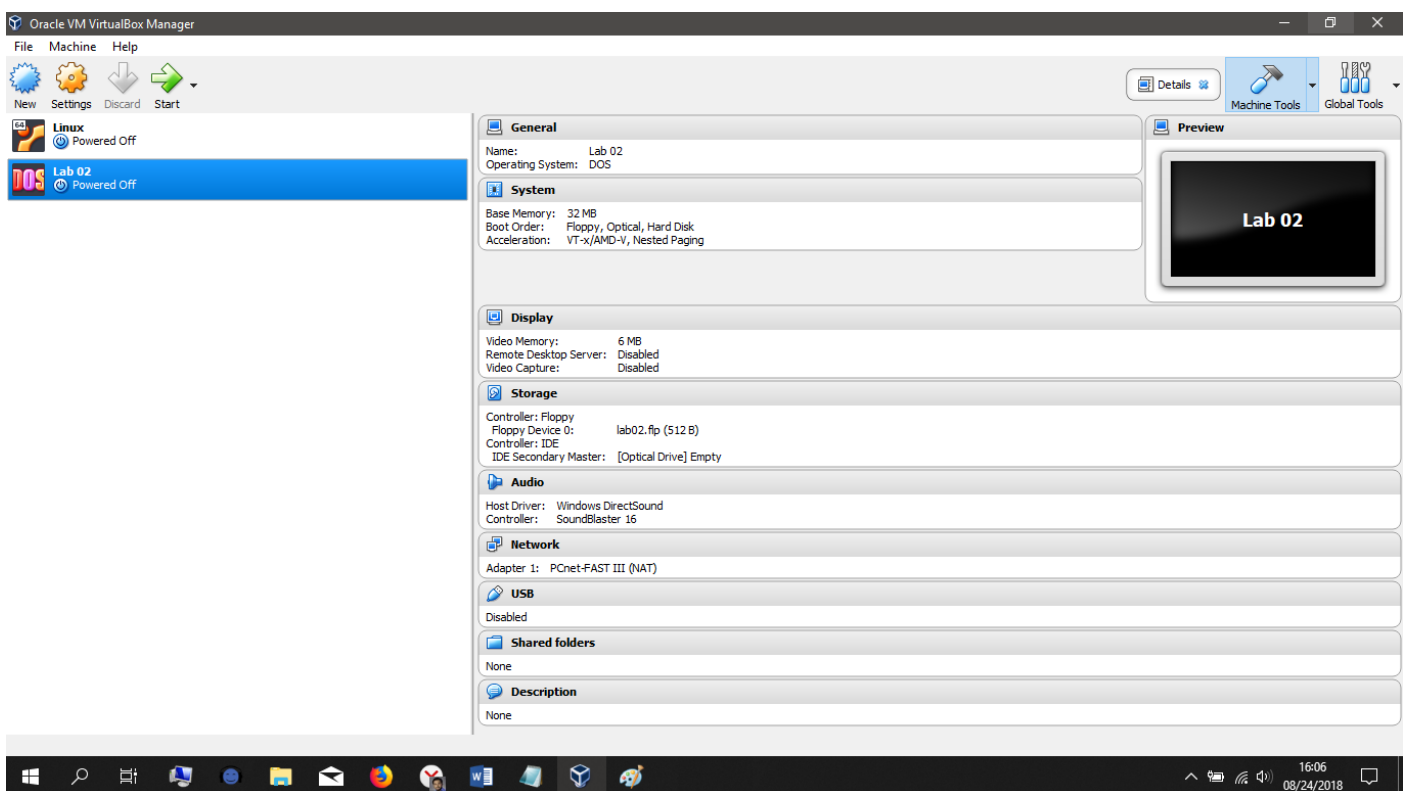 Oracle VM VirtualBox Manager
File Machine Help
New Settings Discard Start
Details
Machine Tools
Global Tools
64
Linux
Powered Off
DOS
Lab 02
Powered Off
General
Name: Lab 02
Operating System: DOS
System
Base Memory: 32 MB
Boot Order: Floppy, Optical, Hard Disk
Acceleration: VT-x/AMD-V, Nested Paging
Preview
Lab 02
Display
Video Memory: 6 MB
Remote Desktop Server: Disabled
Video Capture: Disabled
Storage
Controller: Floppy
Floppy Device 0: lab02.flp (512 B)
Controller: IDE
IDE Secondary Master: [Optical Drive] Empty
Audio
Host Driver: Windows DirectSound
Controller: SoundBlaster 16
Network
Adapter 1: PCnet-FAST III (NAT)
USB
Disabled
Shared folders
None
Description
None
16:06
08/24/2018